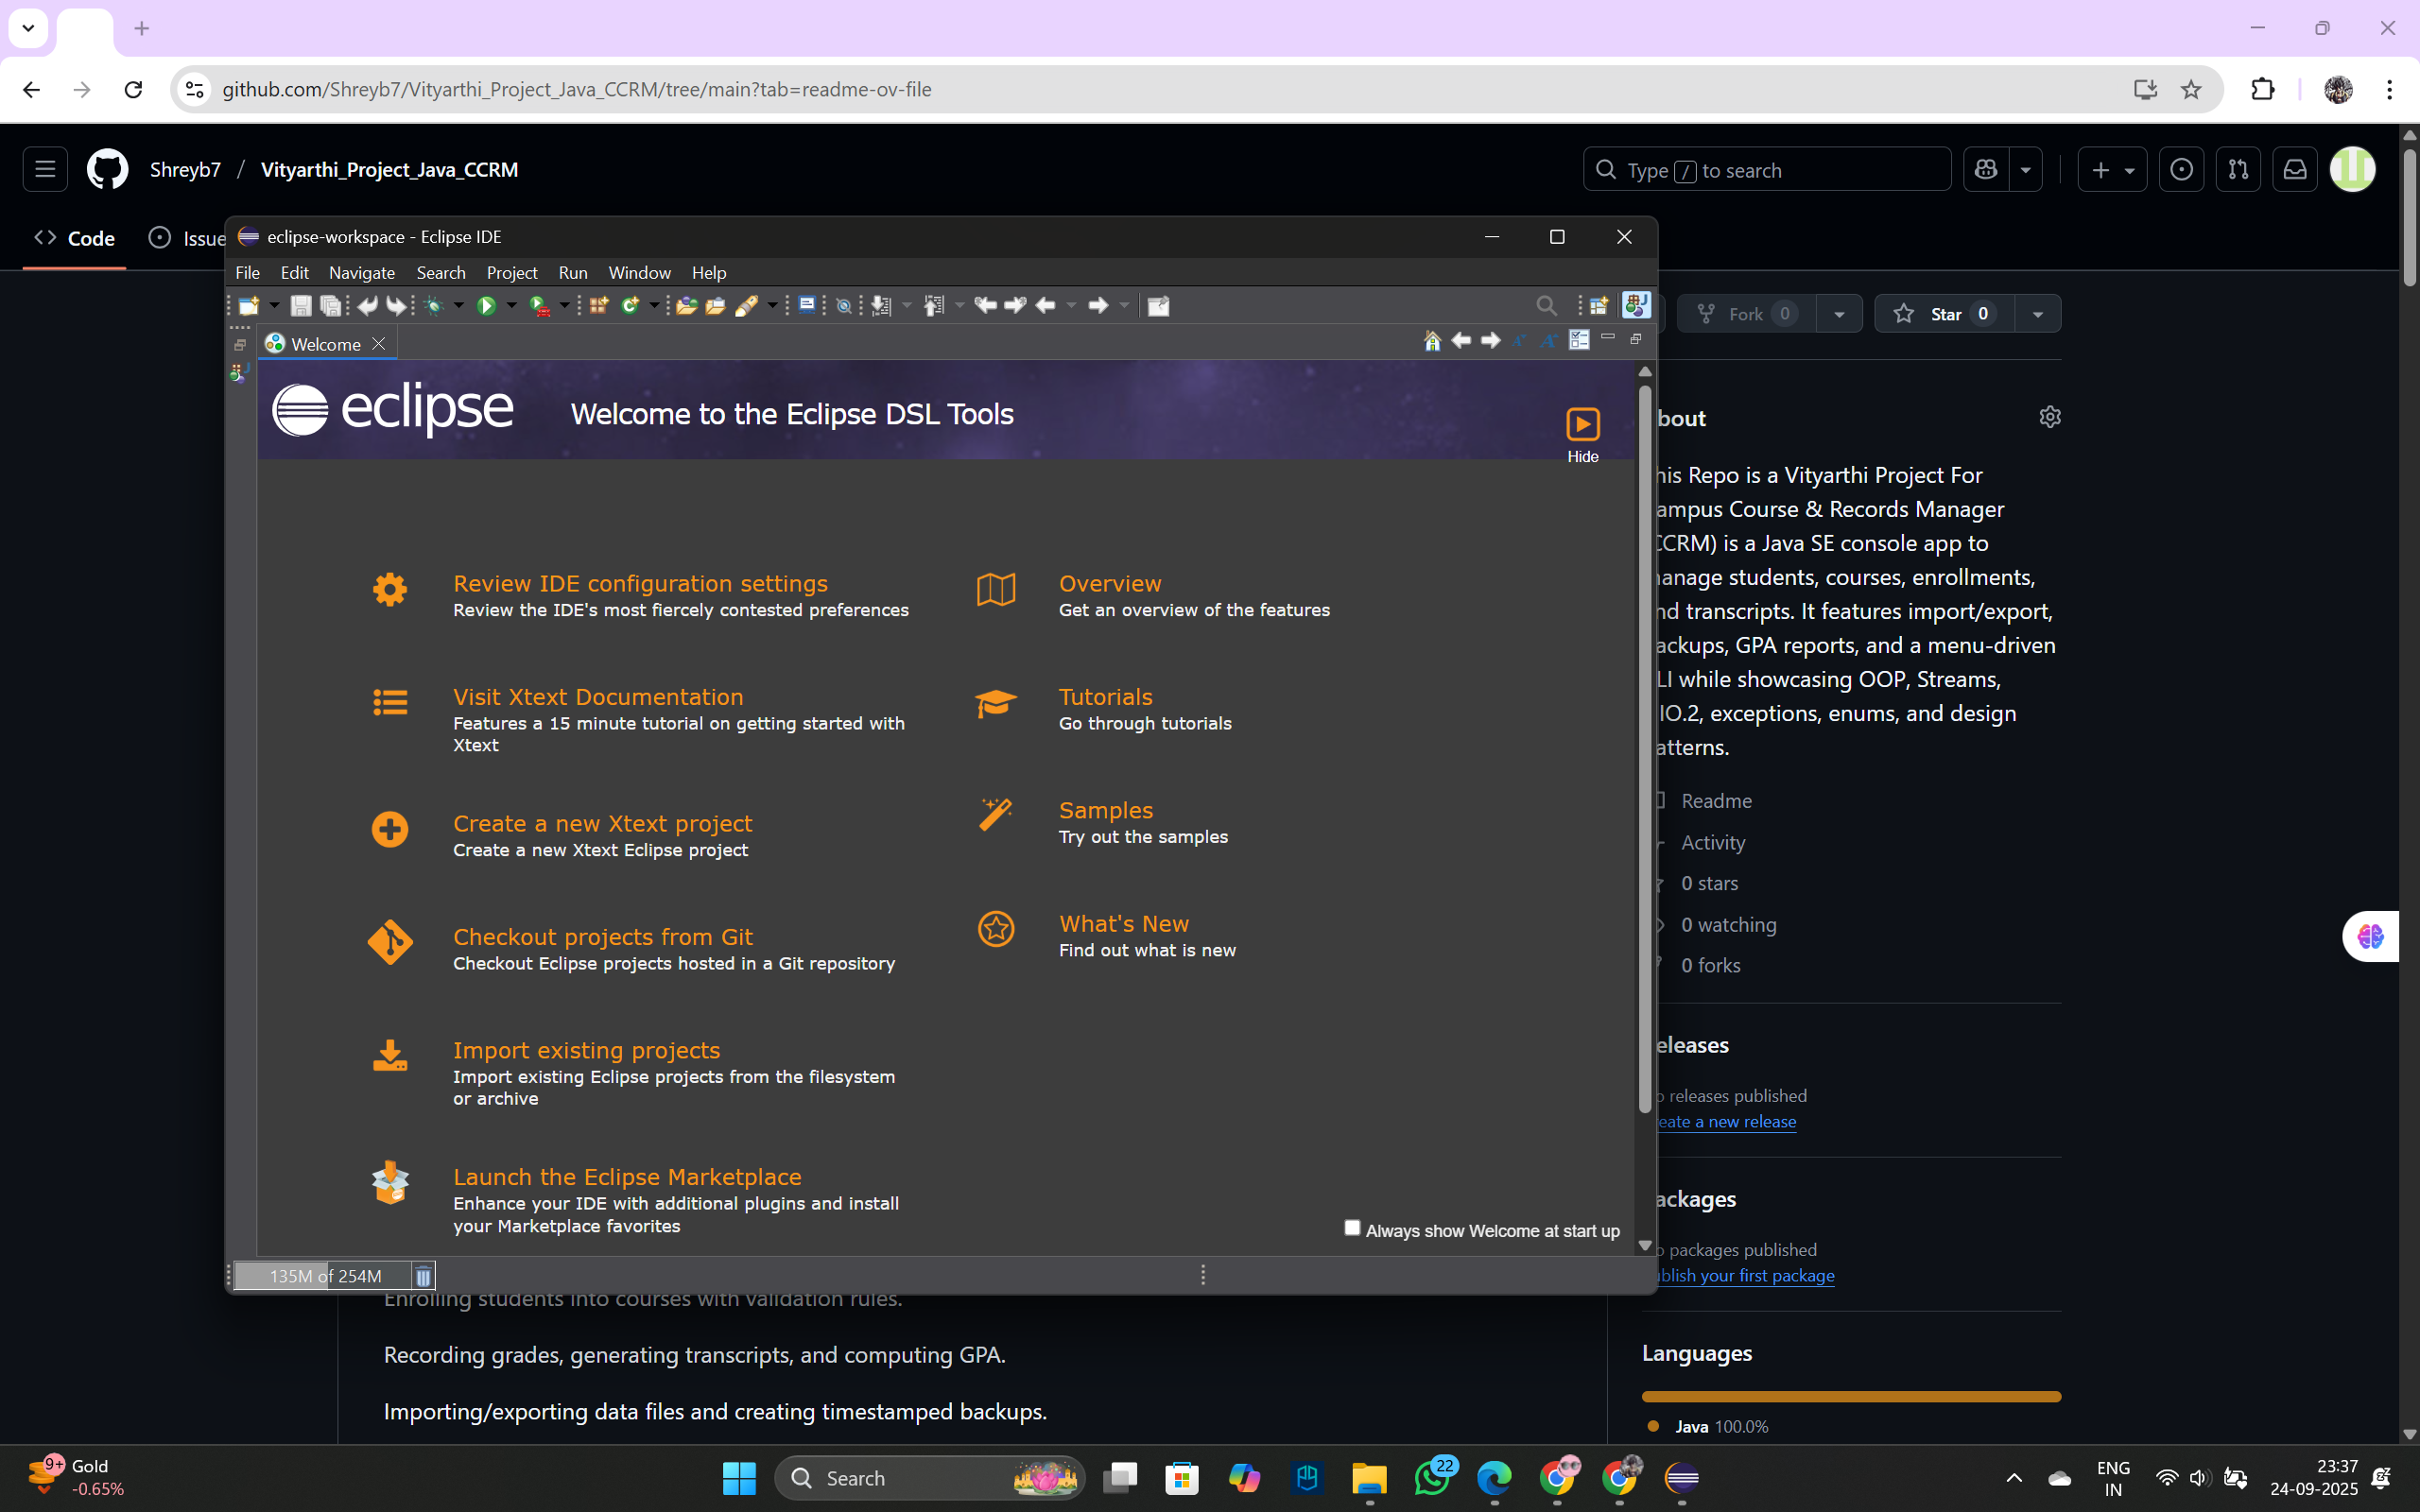 github.com/Shreyb7/Vityarthi_Project_Java_CCRM/tree/main?tab=readme-ov-file
Shreyb7 / Vityarthi_Project_Java_CCRM
Type / to search
Code
Issue
eclipse-workspace - Eclipse IDE
File Edit Navigate Search Project Run Window Help
Fork 0
Star 0
Welcome
eclipse
Welcome to the Eclipse DSL Tools
Hide
Review IDE configuration settings
Review the IDE's most fiercely contested preferences
Visit Xtext Documentation
Features a 15 minute tutorial on getting started with
Xtext
Create a new Xtext project
Create a new Xtext Eclipse project
Checkout projects from Git
Checkout Eclipse projects hosted in a Git repository
Import existing projects
Import existing Eclipse projects from the filesystem
or archive
Launch the Eclipse Marketplace
Enhance your IDE with additional plugins and install
your Marketplace favorites
Overview
Get an overview of the features
Tutorials
Go through tutorials
Samples
Try out the samples
What's New
Find out what is new
Always show Welcome at start up
135M of 254M
bout
his Repo is a Vityarthi Project For
ampus Course & Records Manager
CCRM) is a Java SE console app to
anage students, courses, enrollments,
nd transcripts. It features import/export,
ackups, GPA reports, and a menu-driven
LI while showcasing OOP, Streams,
IO.2, exceptions, enums, and design
atterns.
Readme
Activity
0 stars
0 watching
0 forks
eleases
o releases published
eate a new release
ackages
o packages published
blish your first package
Languages
Java 100.0%
Enrolling students into courses with validation rules.
Recording grades, generating transcripts, and computing GPA.
Importing/exporting data files and creating timestamped backups.
9+
Gold
-0.65%
Search
22
ENG
IN
23:37
24-09-2025